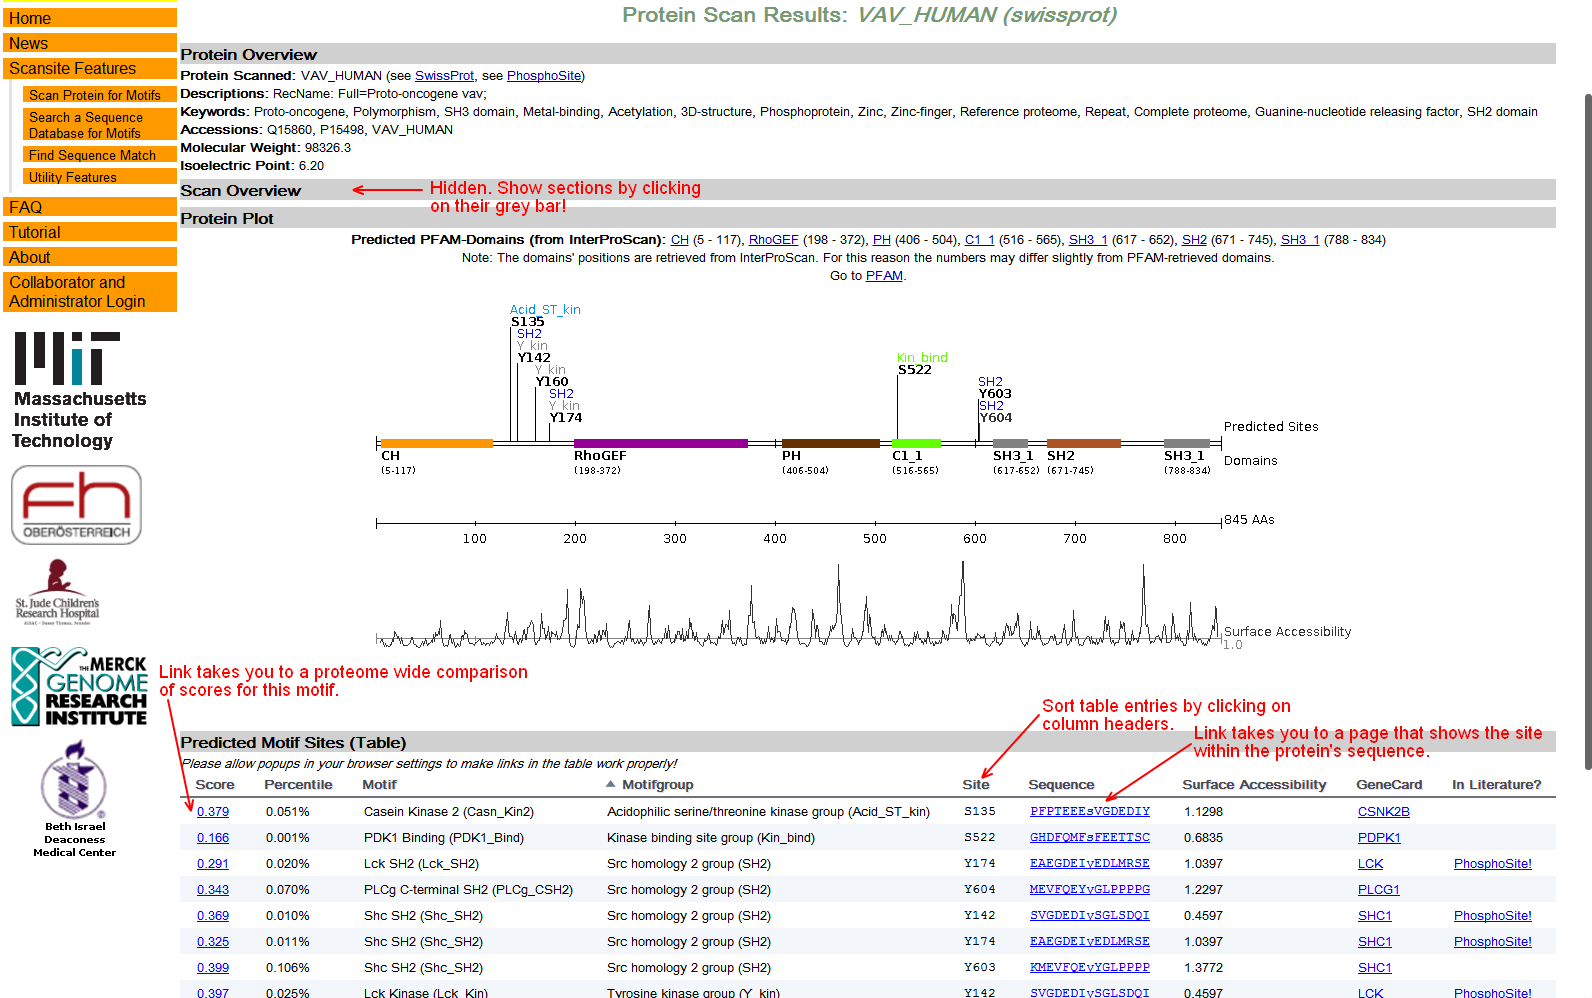 Home
News
Scansite Features
Scan Protein for Motifs
Search a Sequence
Database for Motifs
Find Sequence Match
Utility Features
FAQ
Tutorial
About
Collaborator and
Administrator Login
MIT
Massachusetts
Institute of
Technology
fh
OBERÖSTERREICH
St. Jude Children's
Research Hospital
ALSAC - Danny Thomas, Founder
THE MERCK
GENOME
RESEARCH
INSTITUTE
Beth Israel
Deaconess
Medical Center
Protein Scan Results: VAV_HUMAN (swissprot)
Protein Overview
Protein Scanned: VAV_HUMAN (see SwissProt, see PhosphoSite)
Descriptions: RecName: Full=Proto-oncogene vav;
Keywords: Proto-oncogene, Polymorphism, SH3 domain, Metal-binding, Acetylation, 3D-structure, Phosphoprotein, Zinc, Zinc-finger, Reference proteome, Repeat, Complete proteome, Guanine-nucleotide releasing factor, SH2 domain
Accessions: Q15860, P15498, VAV_HUMAN
Molecular Weight: 98326.3
Isoelectric Point: 6.20
Scan Overview
Hidden. Show sections by clicking
on their grey bar!
Protein Plot
Predicted PFAM-Domains (from InterProScan): CH (5 - 117), RhoGEF (198 - 372), PH (406 - 504), C1_1 (516 - 565), SH3_1 (617 - 652), SH2 (671 - 745), SH3_1 (788 - 834)
Note: The domains' positions are retrieved from InterProScan. For this reason the numbers may differ slightly from PFAM-retrieved domains.
Go to PFAM.
Acid_ST_kin
S135
SH2
Y_kin
Y142
Y_kin
Y160
SH2
Y_kin
Y174
Kin_bind
S522
SH2
Y603
SH2
Y604
Predicted Sites
CH RhoGEF PH C1_1 SH3_1 SH2 SH3_1
Domains
(5-117) (198-372) (406-504) (516-565) (617-652) (671-745) (788-834)
845 AAs
100 200 300 400 500 600 700 800
Surface Accessibility
1.0
Link takes you to a proteome wide comparison
of scores for this motif.
Sort table entries by clicking on
column headers.
Link takes you to a page that shows the site
within the protein's sequence.
Predicted Motif Sites (Table)
Please allow popups in your browser settings to make links in the table work properly!
Score Percentile Motif Motifgroup Site Sequence Surface Accessibility GeneCard In Literature?
0.379 0.051% Casein Kinase 2 (Casn_Kin2) Acidophilic serine/threonine kinase group (Acid_ST_kin) S135 PFPTEEEsVGDEDIY 1.1298 CSNK2B
0.166 0.001% PDK1 Binding (PDK1_Bind) Kinase binding site group (Kin_bind) S522 GHDFQMFsFEETTSC 0.6835 PDPK1
0.291 0.020% Lck SH2 (Lck_SH2) Src homology 2 group (SH2) Y174 EAEGDEIyEDLMRSE 1.0397 LCK PhosphoSite!
0.343 0.070% PLCg C-terminal SH2 (PLCg_CSH2) Src homology 2 group (SH2) Y604 MEVFQEYyGLPPPPG 1.2297 PLCG1
0.369 0.010% Shc SH2 (Shc_SH2) Src homology 2 group (SH2) Y142 SVGDEDIySGLSDQI 0.4597 SHC1 PhosphoSite!
0.325 0.011% Shc SH2 (Shc_SH2) Src homology 2 group (SH2) Y174 EAEGDEIyEDLMRSE 1.0397 SHC1 PhosphoSite!
0.399 0.106% Shc SH2 (Shc_SH2) Src homology 2 group (SH2) Y603 KMEVFQEyYGLPPPP 1.3772 SHC1
0.397 0.025% Lck Kinase (Lck_Kin) Tyrosine kinase group (Y_kin) Y142 SVGDEDIySGLSDQI 0.4597 LCK PhosphoSite!